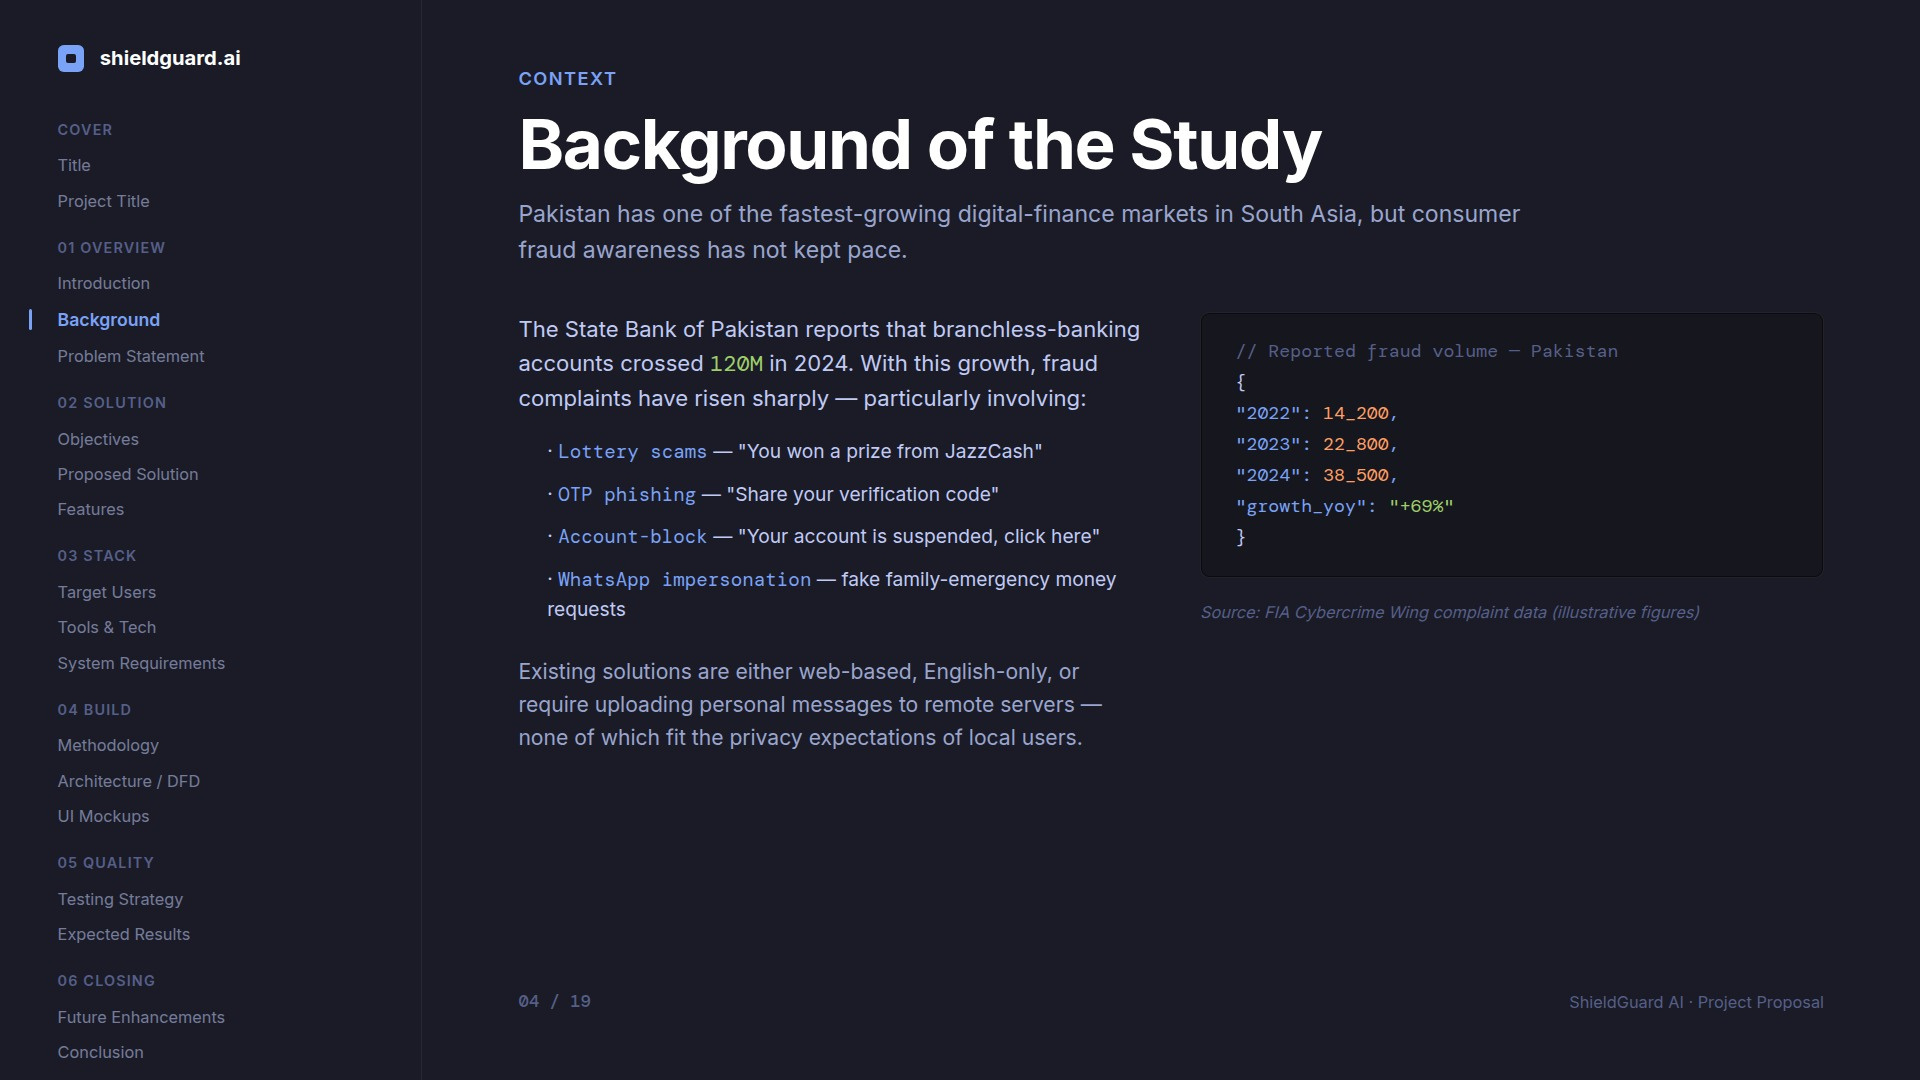 shieldguard.ai
COVER
Title
Project Title
01 OVERVIEW
Introduction
Background
Problem Statement
02 SOLUTION
Objectives
Proposed Solution
Features
03 STACK
Target Users
Tools & Tech
System Requirements
04 BUILD
Methodology
Architecture / DFD
UI Mockups
05 QUALITY
Testing Strategy
Expected Results
06 CLOSING
Future Enhancements
Conclusion
CONTEXT
Background of the Study
Pakistan has one of the fastest-growing digital-finance markets in South Asia, but consumer
fraud awareness has not kept pace.
The State Bank of Pakistan reports that branchless-banking
accounts crossed 120M in 2024. With this growth, fraud
complaints have risen sharply — particularly involving:
· Lottery scams — "You won a prize from JazzCash"
· OTP phishing — "Share your verification code"
· Account-block — "Your account is suspended, click here"
· WhatsApp impersonation — fake family-emergency money
requests
Existing solutions are either web-based, English-only, or
require uploading personal messages to remote servers —
none of which fit the privacy expectations of local users.
// Reported fraud volume — Pakistan
{
"2022": 14_200,
"2023": 22_800,
"2024": 38_500,
"growth_yoy": "+69%"
}
Source: FIA Cybercrime Wing complaint data (illustrative figures)
04 / 19
ShieldGuard AI · Project Proposal